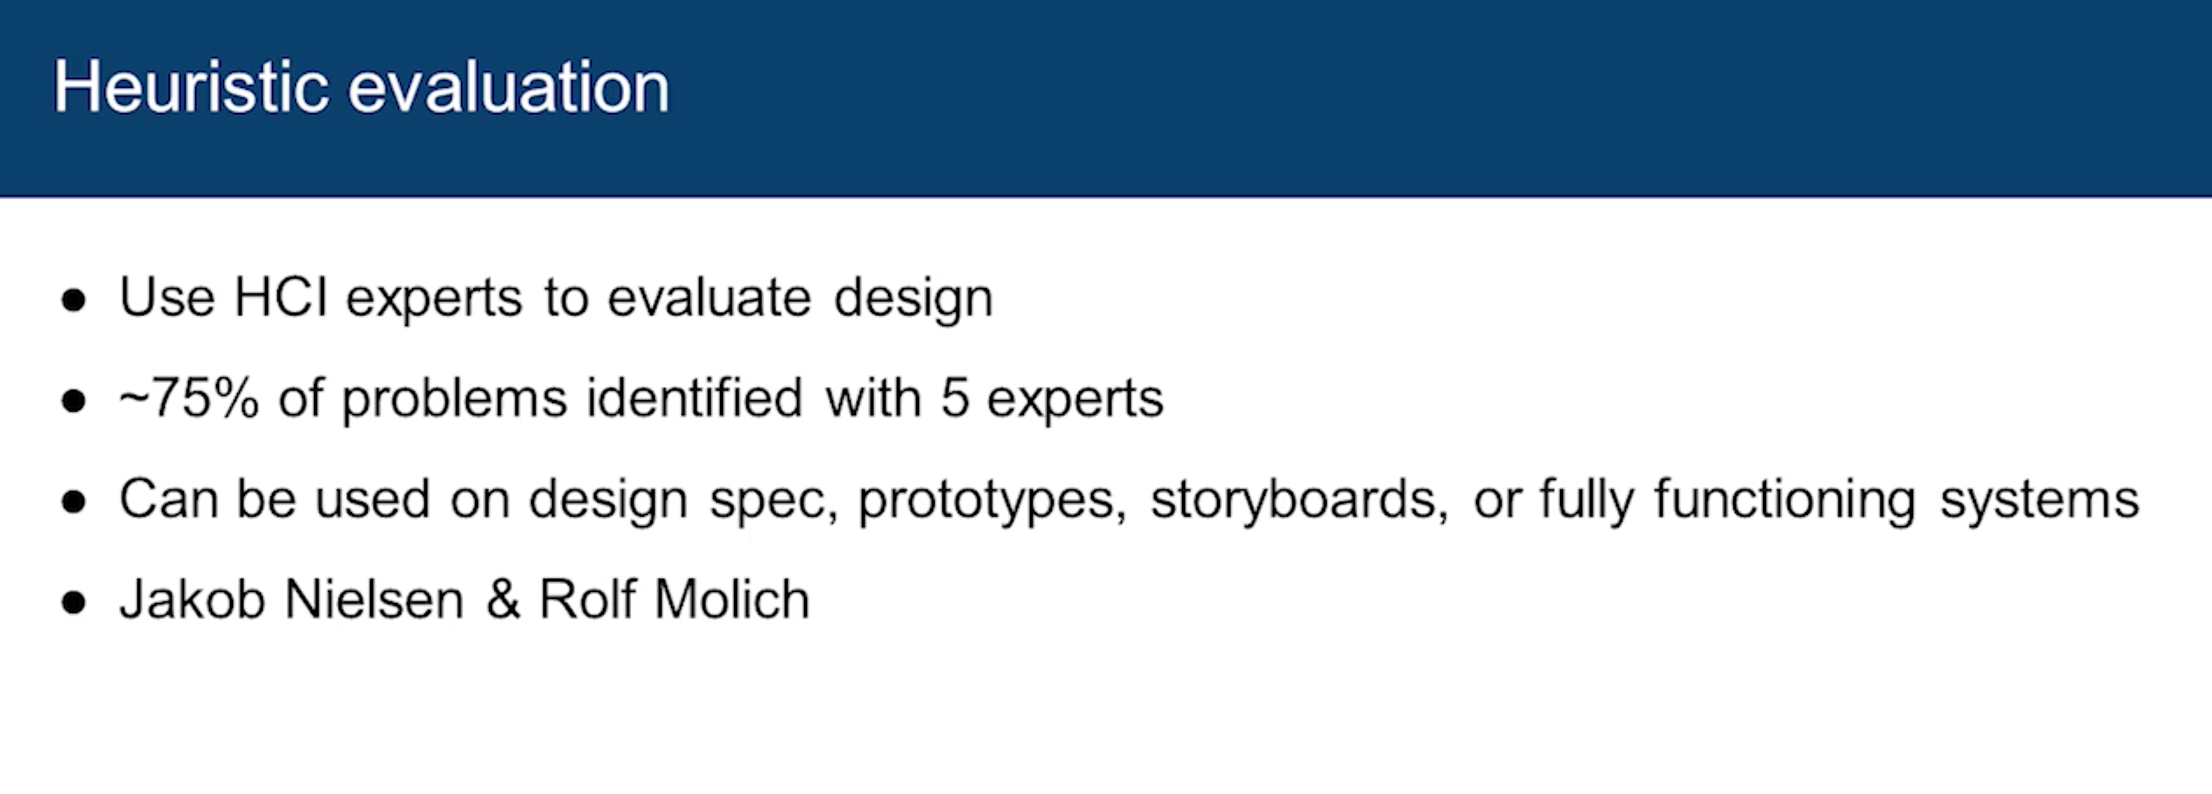 Heuristic evaluation
● Use HCI experts to evaluate design
● ~75% of problems identified with 5 experts
● Can be used on design spec, prototypes, storyboards, or fully functioning systems
● Jakob Nielsen & Rolf Molich